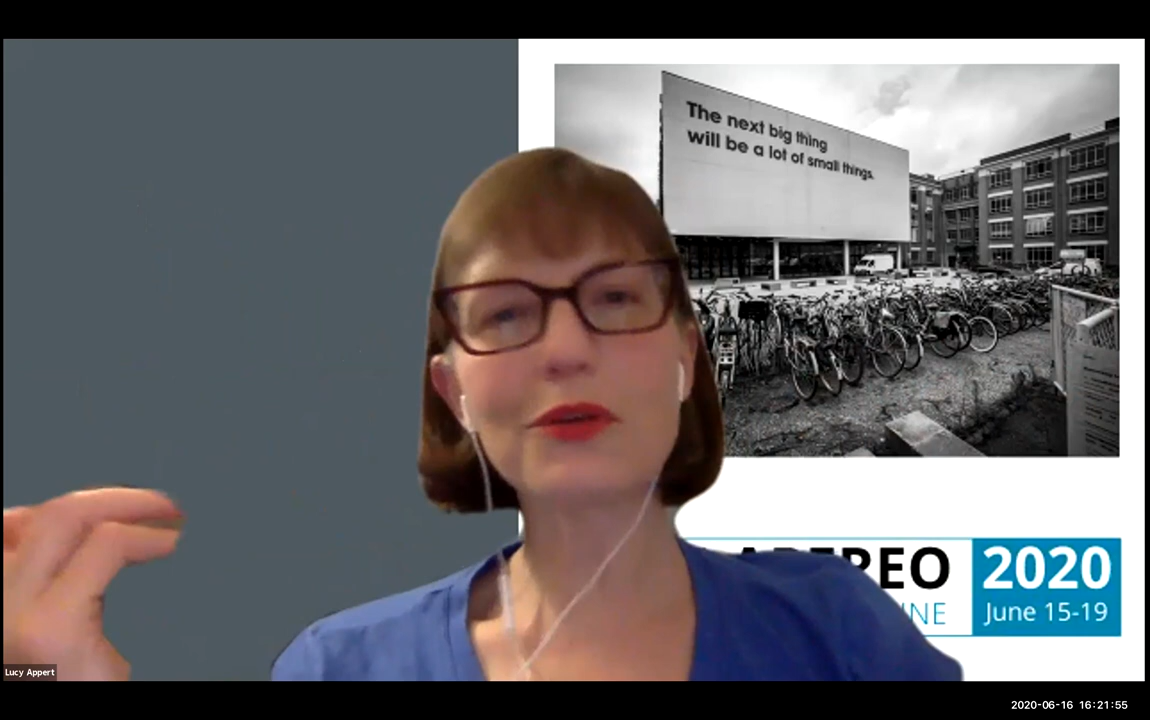 The next big thing
will be a lot of small things.
2020
June 15-19
Lucy Appert
2020-06-16 16:21:55